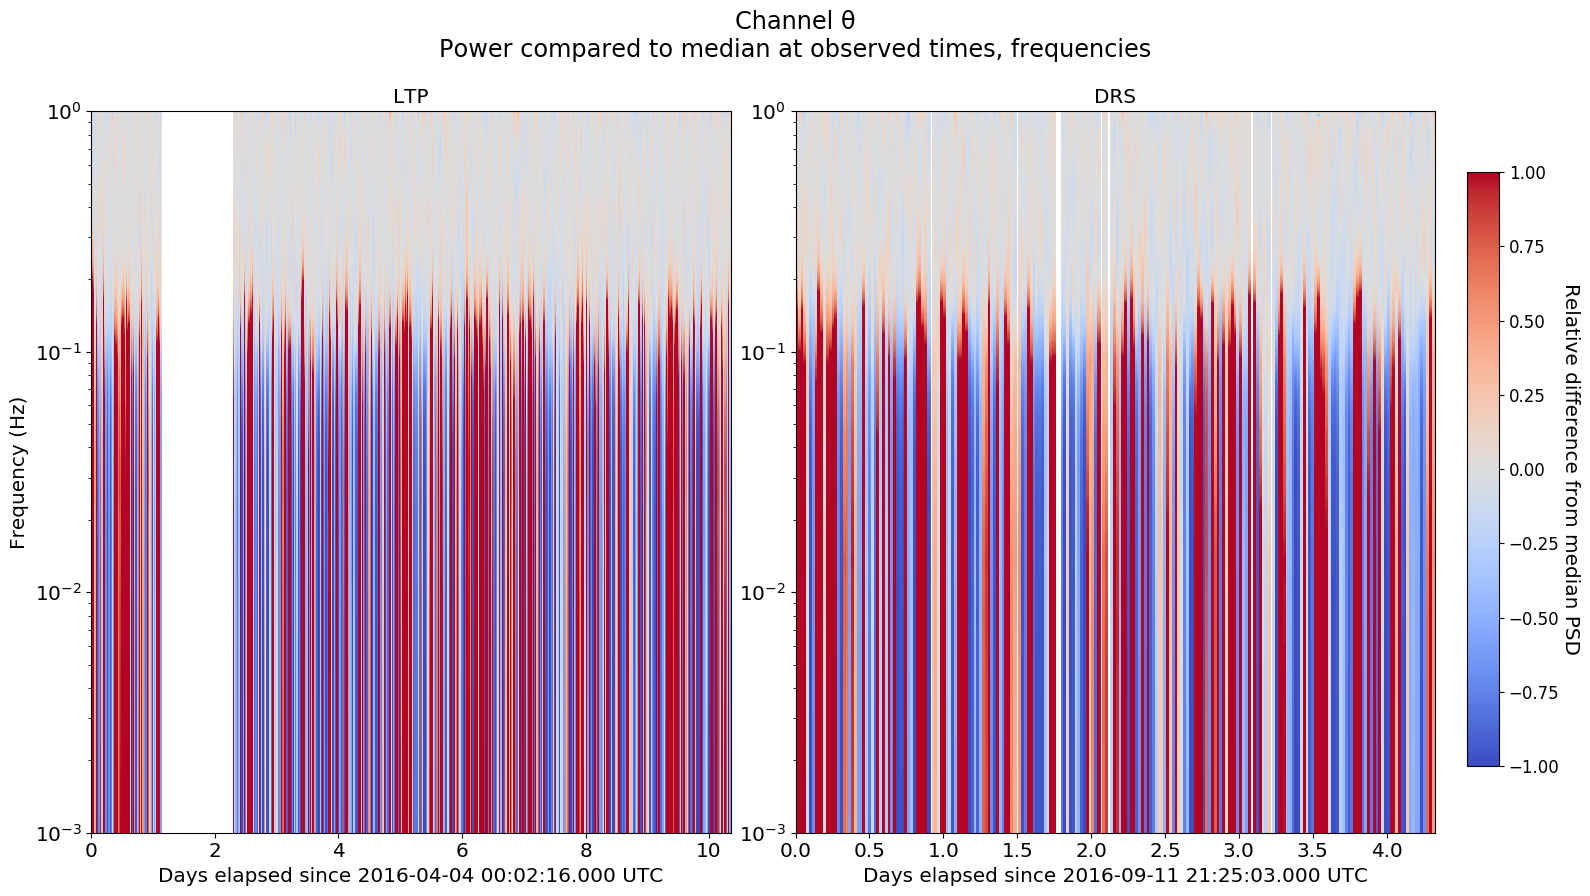 Channel θ
Power compared to median at observed times, frequencies
LTP
DRS
Frequency (Hz)
10⁰
10⁻¹
10⁻²
10⁻³
0 2 4 6 8 10
Days elapsed since 2016-04-04 00:02:16.000 UTC
10⁰
10⁻¹
10⁻²
10⁻³
0.0 0.5 1.0 1.5 2.0 2.5 3.0 3.5 4.0
Days elapsed since 2016-09-11 21:25:03.000 UTC
1.00
0.75
0.50
0.25
0.00
−0.25
−0.50
−0.75
−1.00
Relative difference from median PSD